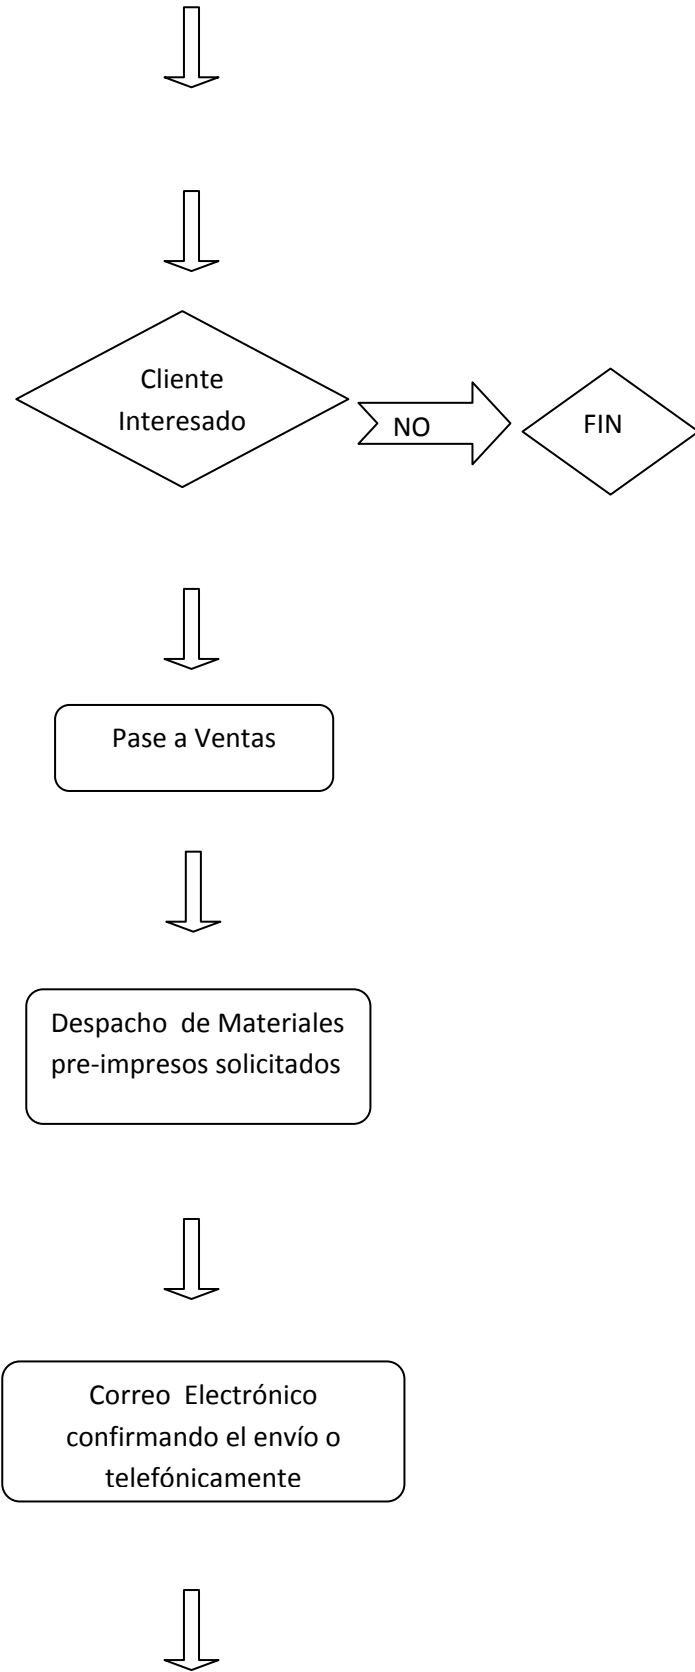 Cliente
Interesado
NO
FIN
Pase a Ventas
Despacho de Materiales
pre-impresos solicitados
Correo Electrónico
confirmando el envío o
telefónicamente